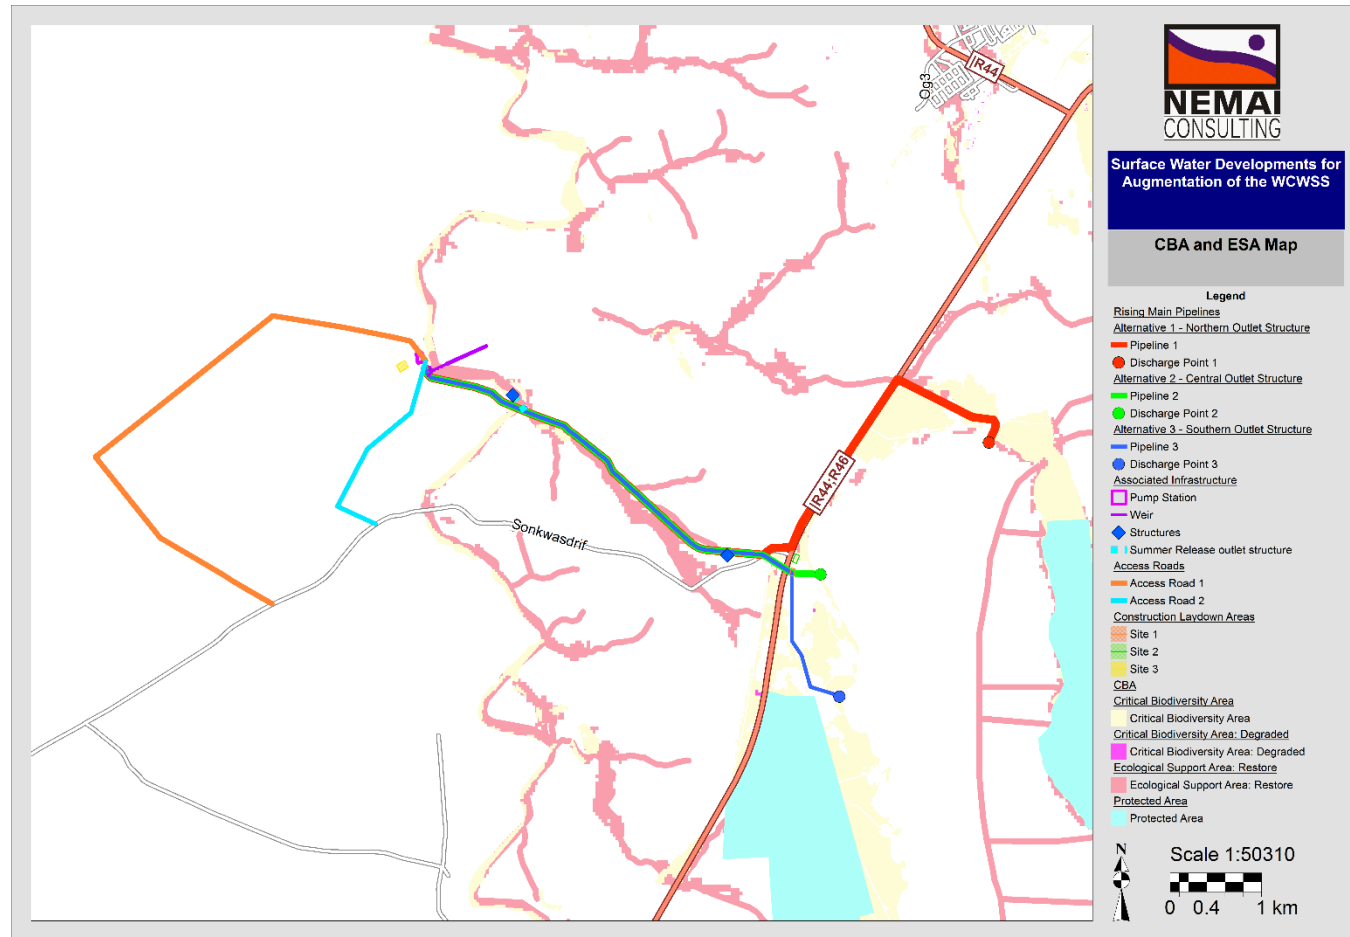 |R44
Og3
|R44;R46
Sonkwasdrif
NEMAI
CONSULTING
Surface Water Developments for
Augmentation of the WCWSS
CBA and ESA Map
Legend
Rising Main Pipelines
Alternative 1 - Northern Outlet Structure
Pipeline 1
Discharge Point 1
Alternative 2 - Central Outlet Structure
Pipeline 2
Discharge Point 2
Alternative 3 - Southern Outlet Structure
Pipeline 3
Discharge Point 3
Associated Infrastructure
Pump Station
Weir
Structures
Summer Release outlet structure
Access Roads
Access Road 1
Access Road 2
Construction Laydown Areas
Site 1
Site 2
Site 3
CBA
Critical Biodiversity Area
Critical Biodiversity Area
Critical Biodiversity Area: Degraded
Critical Biodiversity Area: Degraded
Ecological Support Area: Restore
Ecological Support Area: Restore
Protected Area
Protected Area
N
Scale 1:50310
0 0.4 1 km